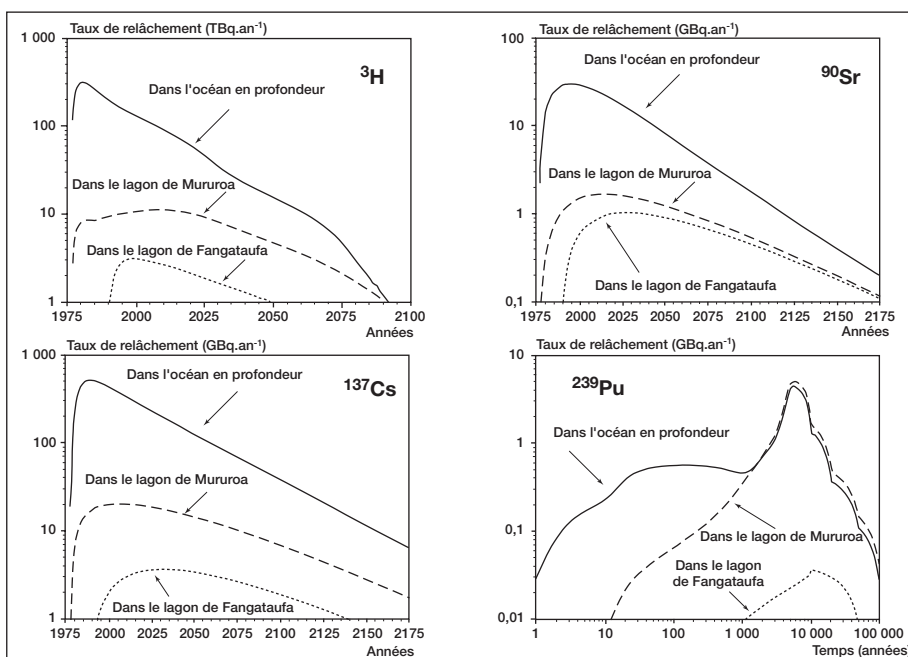 Taux de relâchement (TBq.an-1)
1 000
100
10
1
1975
2000
2025
2050
2075
2100
Années
3H
Dans l'océan en profondeur
Dans le lagon de Mururoa
Dans le lagon de Fangataufa
Taux de relâchement (GBq.an-1)
100
10
1
0,1
1975 2000 2025 2050 2075 2100 2125 2150 2175
Années
90Sr
Dans l'océan en profondeur
Dans le lagon de Mururoa
Dans le lagon de Fangataufa
Taux de relâchement (GBq.an-1)
1 000
100
10
1
1975 2000 2025 2050 2075 2100 2125 2150 2175
Années
137Cs
Dans l'océan en profondeur
Dans le lagon de Mururoa
Dans le lagon de Fangataufa
Taux de relâchement (GBq.an-1)
10
1
0,1
0,01
1 10 100 1 000 10 000 100 000
Temps (années)
239Pu
Dans l'océan en profondeur
Dans le lagon de Mururoa
Dans le lagon
de Fangataufa